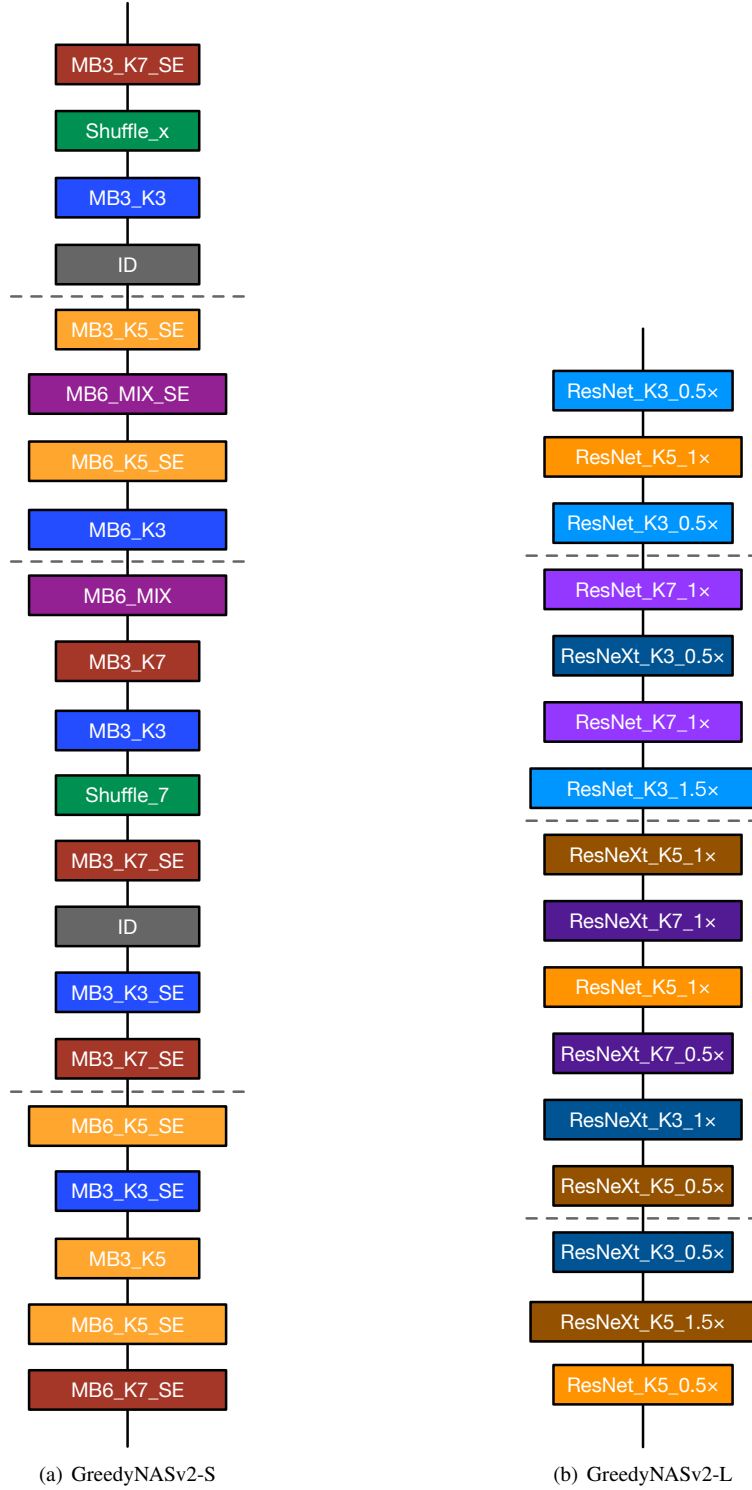 MB3_K7_SE
Shuffle_x
MB3_K3
ID
MB3_K5_SE
MB6_MIX_SE
MB6_K5_SE
MB6_K3
MB6_MIX
MB3_K7
MB3_K3
Shuffle_7
MB3_K7_SE
ID
MB3_K3_SE
MB3_K7_SE
MB6_K5_SE
MB3_K3_SE
MB3_K5
MB6_K5_SE
MB6_K7_SE
(a) GreedyNASv2-S
ResNet_K3_0.5×
ResNet_K5_1×
ResNet_K3_0.5×
ResNet_K7_1×
ResNeXt_K3_0.5×
ResNet_K7_1×
ResNet_K3_1.5×
ResNeXt_K5_1×
ResNeXt_K7_1×
ResNet_K5_1×
ResNeXt_K7_0.5×
ResNeXt_K3_1×
ResNeXt_K5_0.5×
ResNeXt_K3_0.5×
ResNeXt_K5_1.5×
ResNet_K5_0.5×
(b) GreedyNASv2-L